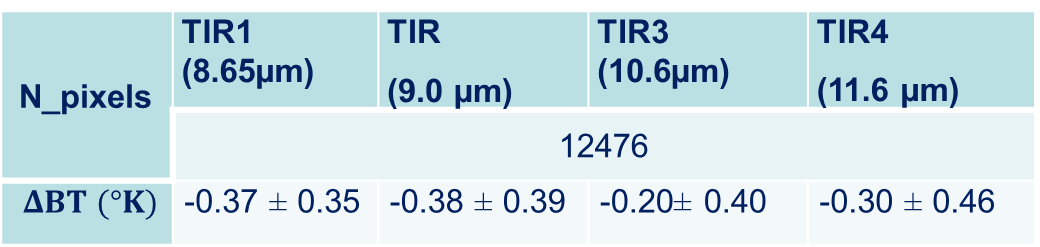 N_pixels
TIR1 (8.65µm)
TIR (9.0 µm)
TIR3 (10.6µm)
TIR4 (11.6 µm)
12476
ΔBT (°K)
-0.37 ± 0.35
-0.38 ± 0.39
-0.20± 0.40
-0.30 ± 0.46